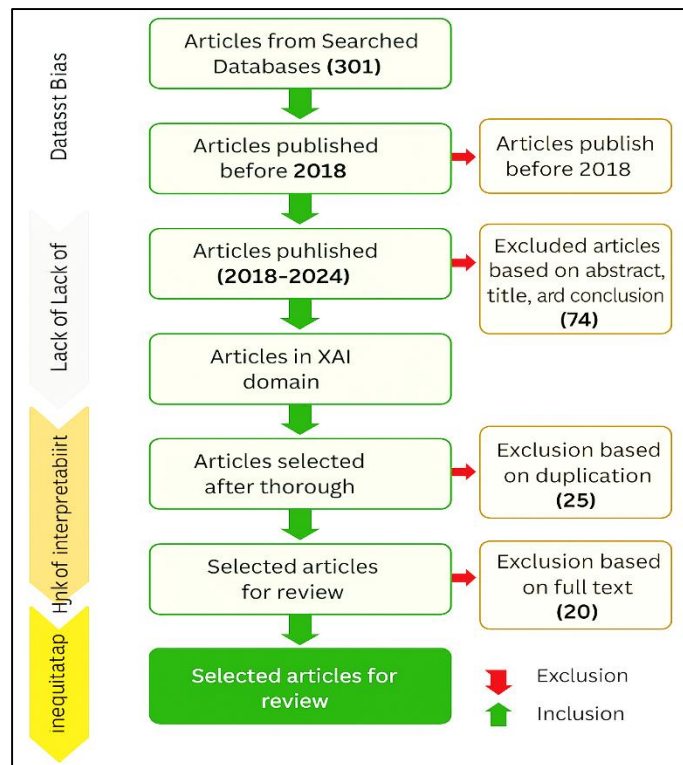 Datasst Bias
Lack of Lack of
Hnk of interpretabiirt
inequitatap
Articles from Searched
Databases (301)
Articles published
before 2018
Articles publish
before 2018
Articles puhlished
(2018-2024)
Excluded articles
based on abstract,
title, ard conclusion
(74)
Articles in XAI
domain
Articles selected
after thorough
Exclusion based
on duplication
(25)
Selected articles
for review
Exclusion based
on full text
(20)
Selected articles for
review
Exclusion
Inclusion